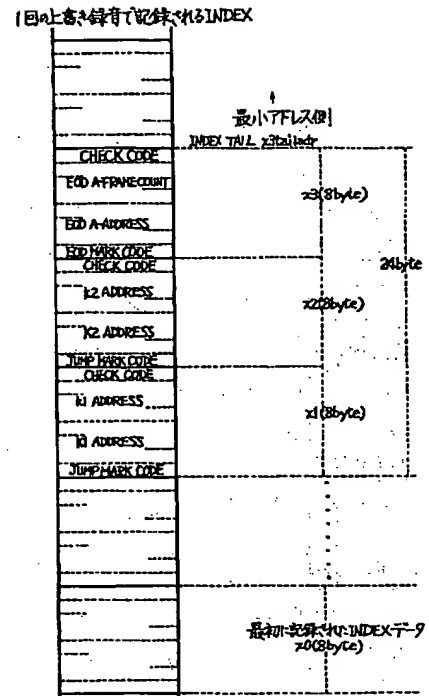 1回の上書き録音で記録されるINDEX
最小アドレス側
INDEX TAIL x3tailadr
CHECK CODE
EOD A-FRAME COUNT
x3(8byte)
EOD A-ADDRESS
EOD MARK CODE
24byte
CHECK CODE
k2 ADDRESS
x2(8byte)
k2 ADDRESS
JUMP MARK CODE
CHECK CODE
k1 ADDRESS
x1(8byte)
k1 ADDRESS
JUMP MARK CODE
最初に記録されたINDEXデータ
x0(8byte)